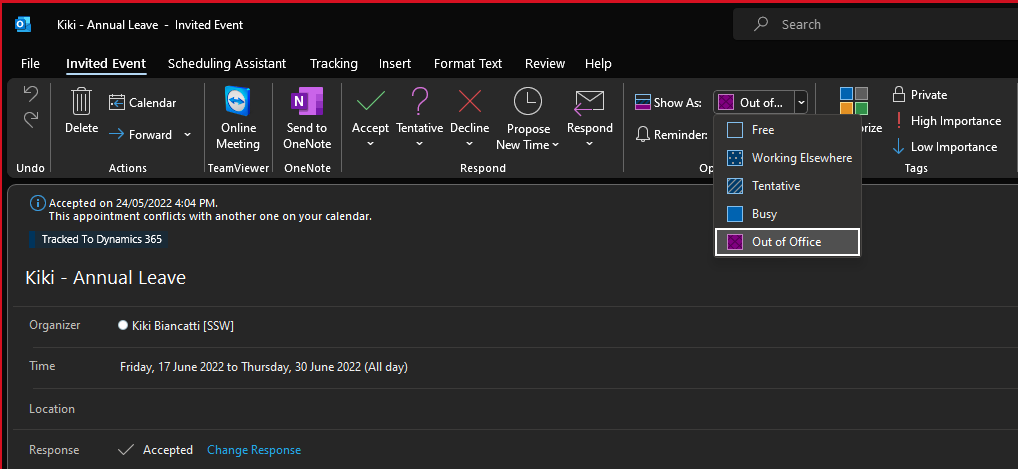 Kiki - Annual Leave - Invited Event
Search
File Invited Event Scheduling Assistant Tracking Insert Format Text Review Help
Undo
Delete
Calendar
Forward
Actions
Online
Meeting
TeamViewer
N
Send to
OneNote
OneNote
Accept
Tentative
Decline
Propose
New Time
Respond
Respond
Show As: Out of...
Reminder:
Free
Working Elsewhere
Tentative
Busy
Out of Office
Private
High Importance
Low Importance
Tags
Accepted on 24/05/2022 4:04 PM.
This appointment conflicts with another one on your calendar.
Tracked To Dynamics 365
Kiki - Annual Leave
Organizer Kiki Biancatti [SSW]
Time Friday, 17 June 2022 to Thursday, 30 June 2022 (All day)
Location
Response Accepted Change Response